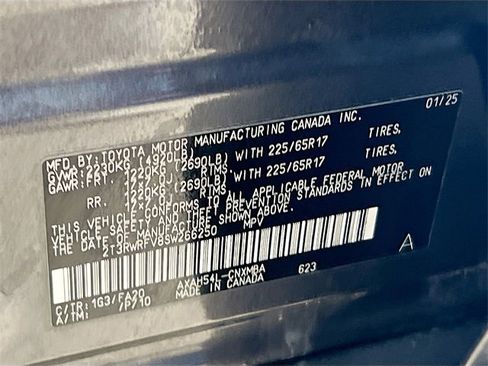 MFD. BY: TOYOTA MOTOR MANUFACTURING CANADA INC. 01/25
GVWR: 2230KG (4920LB)
GAWR: FRT. 1220KG (2690LB) WITH 225/65R17 TIRES,
RIMS,
RR. 1220KG (2690LB) WITH 225/65R17 TIRES,
RIMS,
THIS VEHICLE CONFORMS TO ALL APPLICABLE FEDERAL MOTOR
VEHICLE SAFETY, THEFT PREVENTION STANDARDS IN EFFECT ON
THE DATE OF MANUFACTURE SHOWN ABOVE.
2T3RWRFV8SW266250 MPV
A
C/TR: 1G3/FA20 AXAH54L-CNXMBA 623
A/TM: /P710 MADE IN CANADA